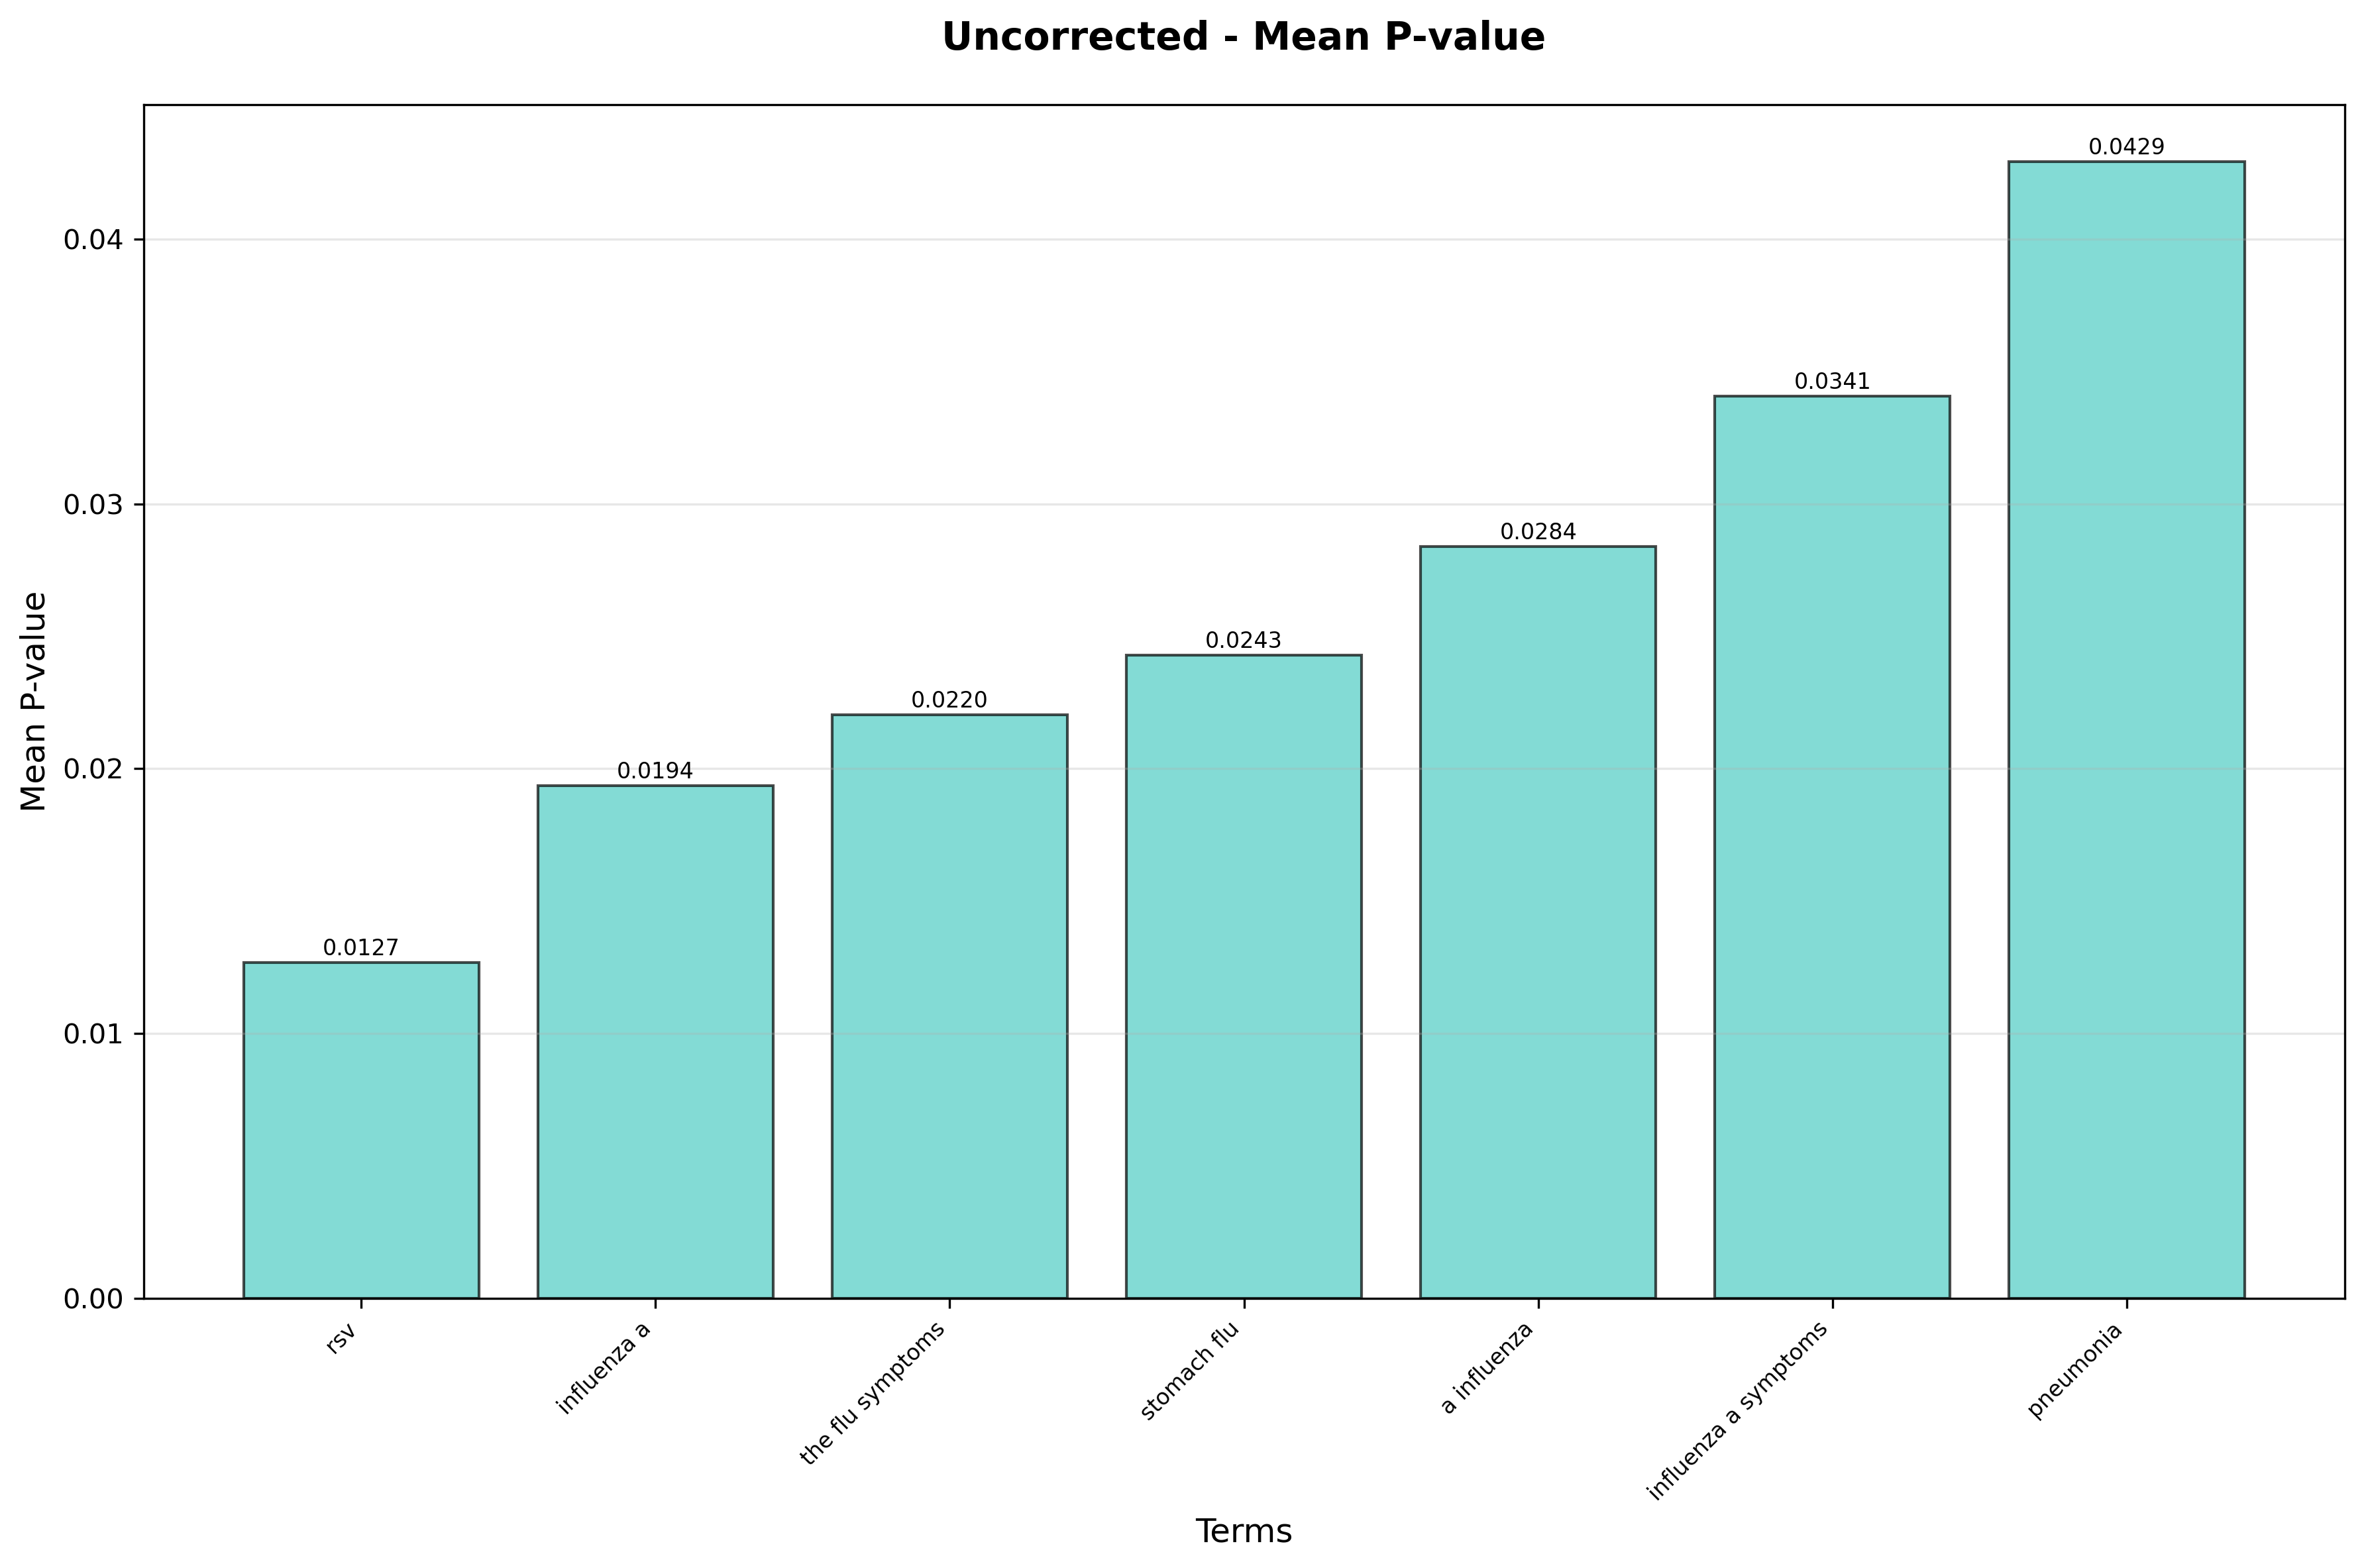 Uncorrected - Mean P-value
Mean P-value
0.04
0.03
0.02
0.01
0.00
0.0127
0.0194
0.0220
0.0243
0.0284
0.0341
0.0429
rsv
influenza a
the flu symptoms
stomach flu
a influenza
influenza a symptoms
pneumonia
Terms